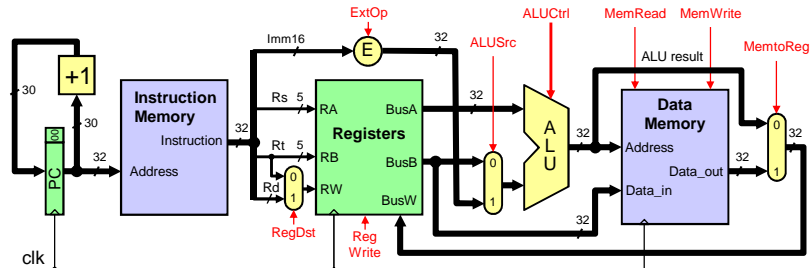 ExtOp
ALUCtrl
MemRead
MemWrite
Imm16
32
E
ALUSrc
32
ALU result
MemtoReg
30
+1
30
00
PC
32
Instruction
Memory
Instruction
Address
32
Rs
5
Rt
5
Rd
0
1
RegDst
RA
BusA
Registers
RB
BusB
RW
BusW
Reg
Write
32
32
0
1
A
L
U
32
Data
Memory
Address
Data_out
Data_in
32
32
0
1
32
clk